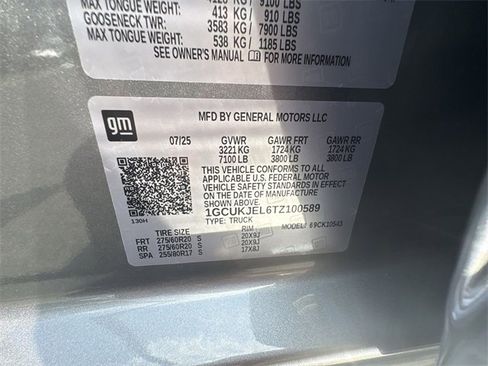 MAX TONGUE WEIGHT: 413 KG/ 910 LBS
GOOSENECK TWR: 3583 KG/ 7900 LBS
MAX TONGUE WEIGHT: 538 KG/ 1185 LBS
SEE OWNER'S MANUAL FOR MORE INFORMATION
gm
MFD BY GENERAL MOTORS LLC
07/25 GVWR GAWR FRT GAWR RR
3221 KG 1724 KG 1724 KG
7100 LB 3800 LB 3800 LB
THIS VEHICLE CONFORMS TO ALL
APPLICABLE U.S. FEDERAL MOTOR
VEHICLE SAFETY STANDARDS IN EFFECT
ON THE DATE OF MANUFACTURE
SHOWN ABOVE.
1GCUKJEL6TZ100589
TYPE: TRUCK MODEL: 69CK10543
130H
TIRE SIZE RIM
FRT 275/60R20 S 20X9J
RR 275/60R20 S 20X9J
SPA 255/80R17 S 17X8J